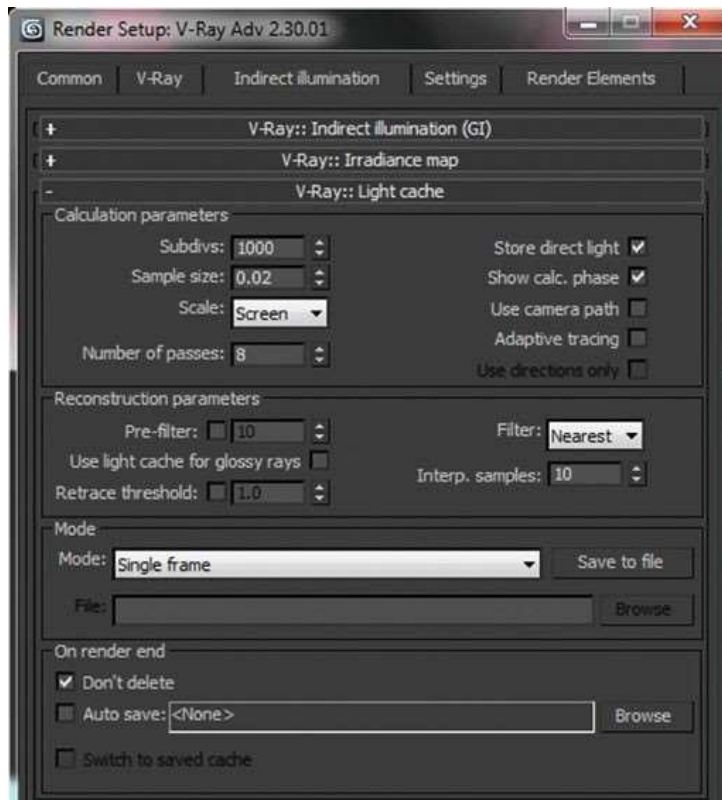 Render Setup: V-Ray Adv 2.30.01
Common V-Ray Indirect illumination Settings Render Elements
+ V-Ray:: Indirect illumination (GI)
+ V-Ray:: Irradiance map
- V-Ray:: Light cache
Calculation parameters
Subdivs: 1000 Store direct light
Sample size: 0.02 Show calc. phase
Scale: Screen Use camera path
Adaptive tracing
Number of passes: 8
Use directions only
Reconstruction parameters
Pre-filter: 10 Filter: Nearest
Use light cache for glossy rays
Interp. samples: 10
Retrace threshold: 1.0
Mode
Mode: Single frame Save to file
File: Browse
On render end
Don't delete
Auto save: <None> Browse
Switch to saved cache